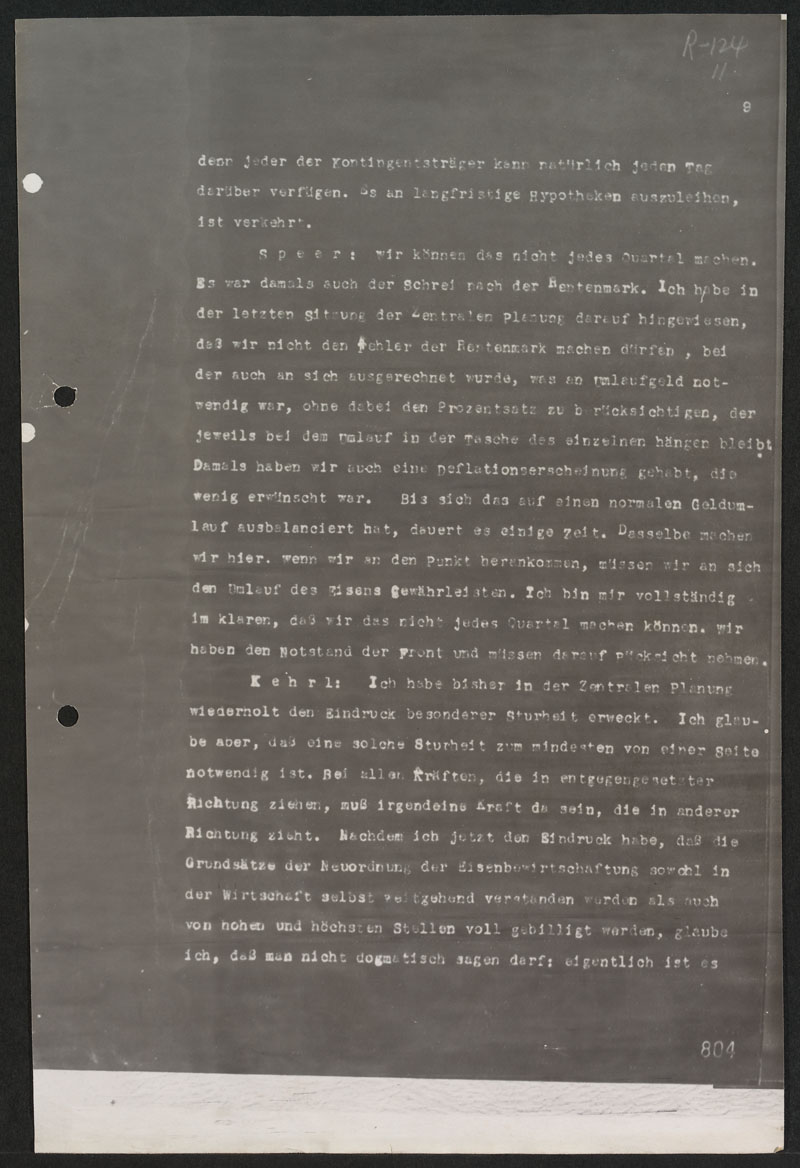 R-124
11
9
denn jeder der Kontingentsträger kann natürlich jeden Tag
darüber verfügen. Es an langfristige Hypotheken auszuleihen,
ist verkehrt.
S p e e r : Wir können das nicht jedes Quartal machen.
Es war damals auch der Schrei nach der Rentenmark. Ich habe in
der letzten Sitzung der Zentralen Planung darauf hingewiesen,
daß wir nicht den Fehler der Rentenmark machen dürfen , bei
der auch an sich ausgerechnet wurde, was an Umlaufgeld not-
wendig war, ohne dabei den Prozentsatz zu berücksichtigen, der
jeweils bei dem Umlauf in der Tasche des einzelnen hängen bleibt.
Damals haben wir auch eine Deflationserscheinung gehabt, die
wenig erwünscht war. Bis sich das auf einen normalen Geldum-
lauf ausbalanciert hat, dauert es einige Zeit. Dasselbe machen
wir hier. Wenn wir an den Punkt herankommen, müssen wir an sich
den Umlauf des Eisens Gewährleisten. Ich bin mir vollständig
im klaren, daß wir das nicht jedes Quartal machen können. Wir
haben den Notstand der Front und müssen darauf Rücksicht nehmen.
K e h r l : Ich habe bisher in der Zentralen Planung
wiederholt den Eindruck besonderer Sturheit erweckt. Ich glau-
be aber, daß eine solche Sturheit zum mindesten von einer Seite
notwendig ist. Bei allen Kräften, die in entgegengesetzter
Richtung ziehen, muß irgendeine Kraft da sein, die in anderer
Richtung zieht. Nachdem ich jetzt den Eindruck habe, daß die
Grundsätze der Neuordnung der Eisenbewirtschaftung sowohl in
der Wirtschaft selbst weitgehend verstanden werden als auch
von hohen und höchsten Stellen voll gebilligt werden, glaube
ich, daß man nicht dogmatisch sagen darf: eigentlich ist es
804